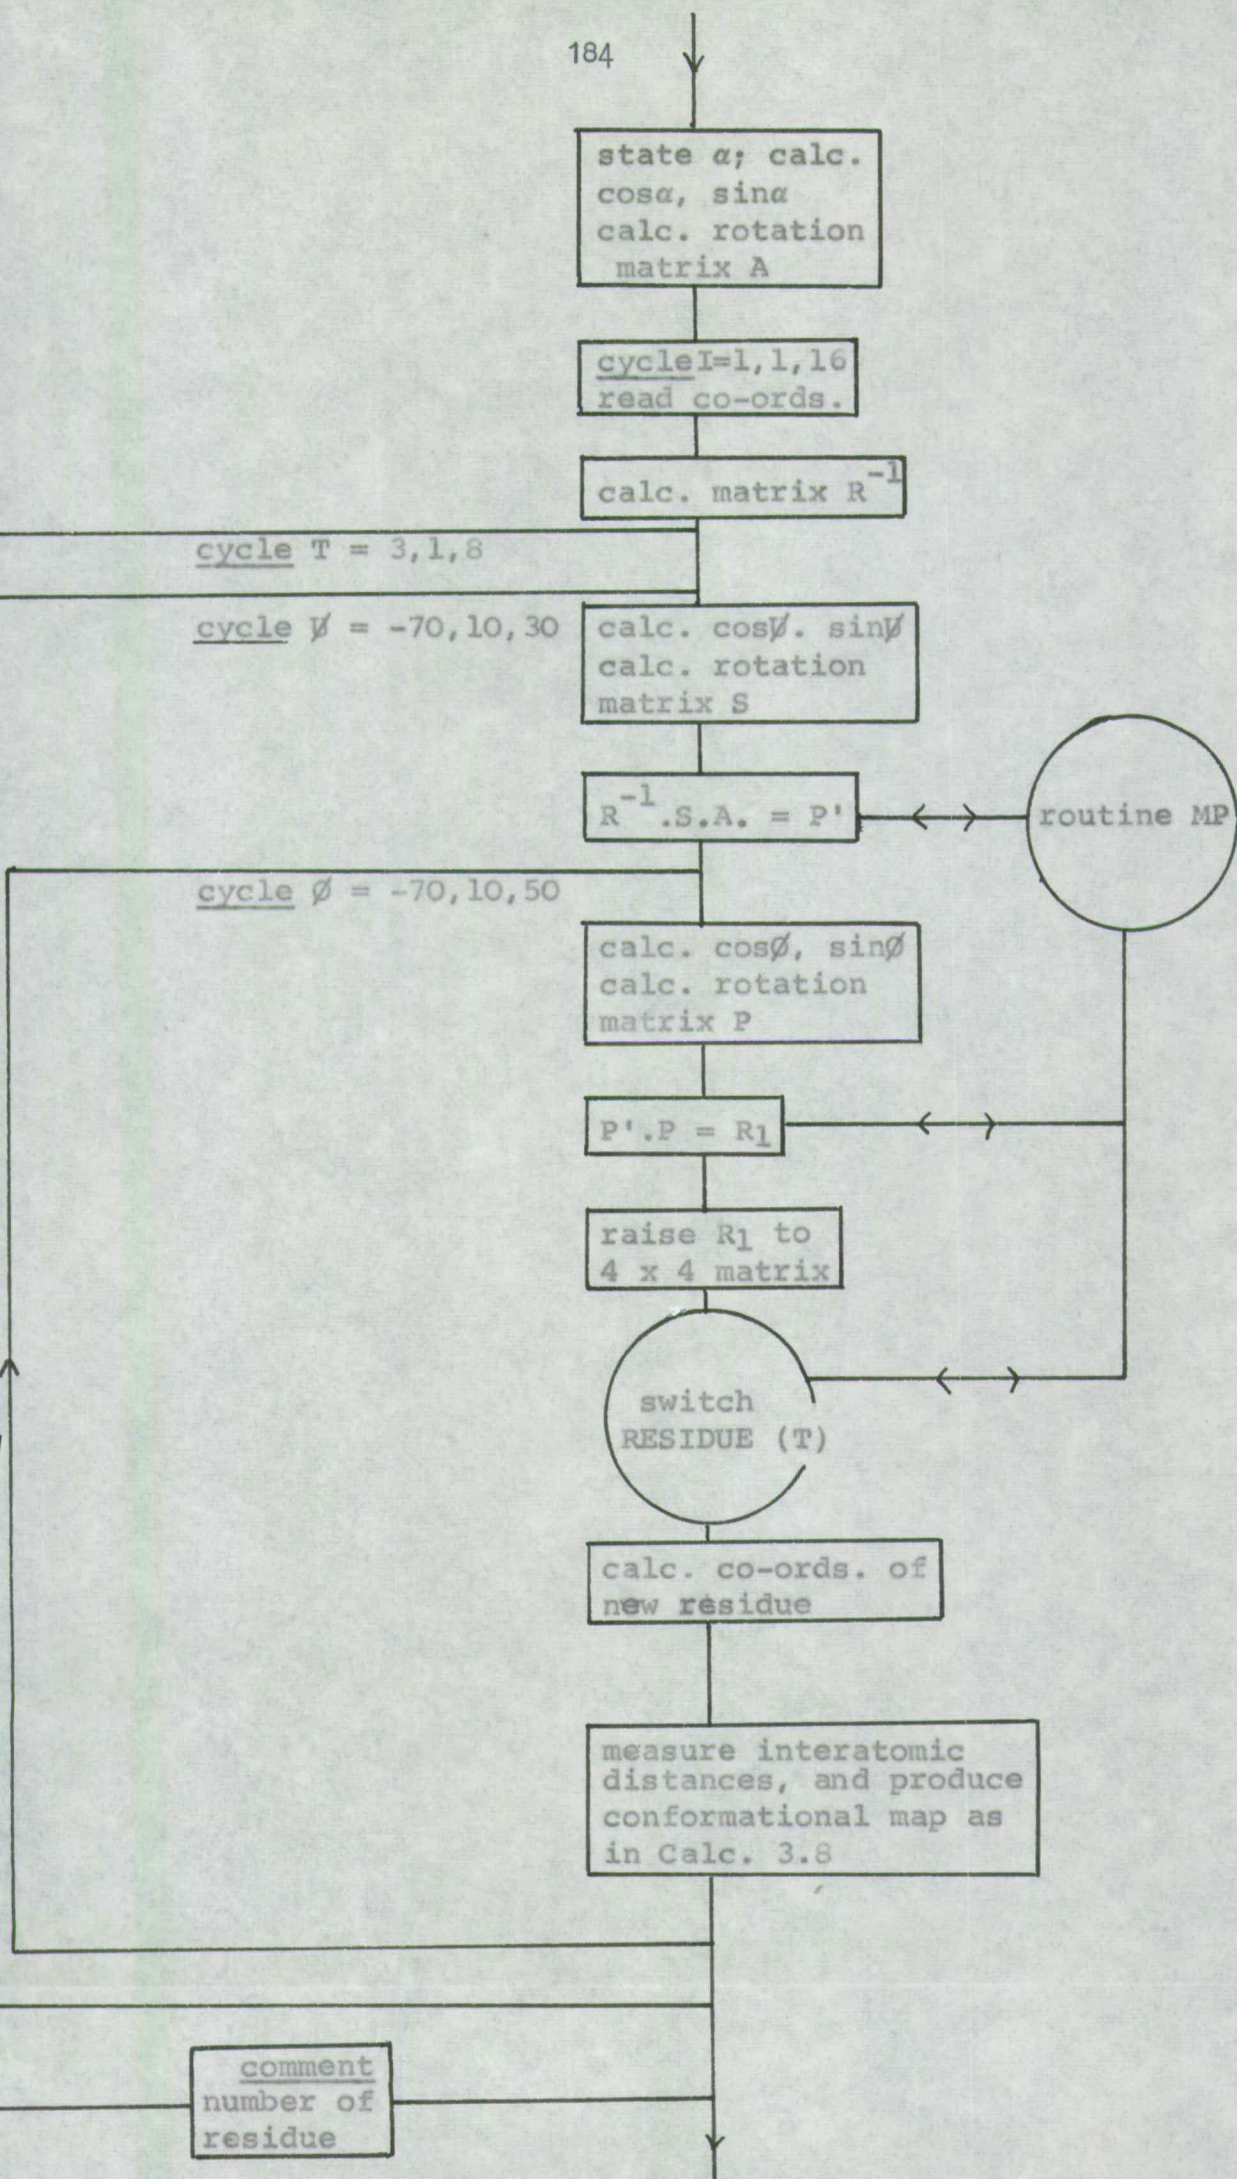 184
state α; calc.
cosα, sinα
calc. rotation
matrix A
cycleI=1,1,16
read co-ords.
calc. matrix R⁻¹
cycle T = 3,1,8
cycle ψ = -70,10,30
calc. cosψ. sinψ
calc. rotation
matrix S
R⁻¹.S.A. = P'
routine MP
cycle Ø = -70,10,50
calc. cosØ, sinØ
calc. rotation
matrix P
P'.P = R1
raise R1 to
4 x 4 matrix
switch
RESIDUE (T)
calc. co-ords. of
new residue
measure interatomic
distances, and produce
conformational map as
in Calc. 3.8
comment
number of
residue